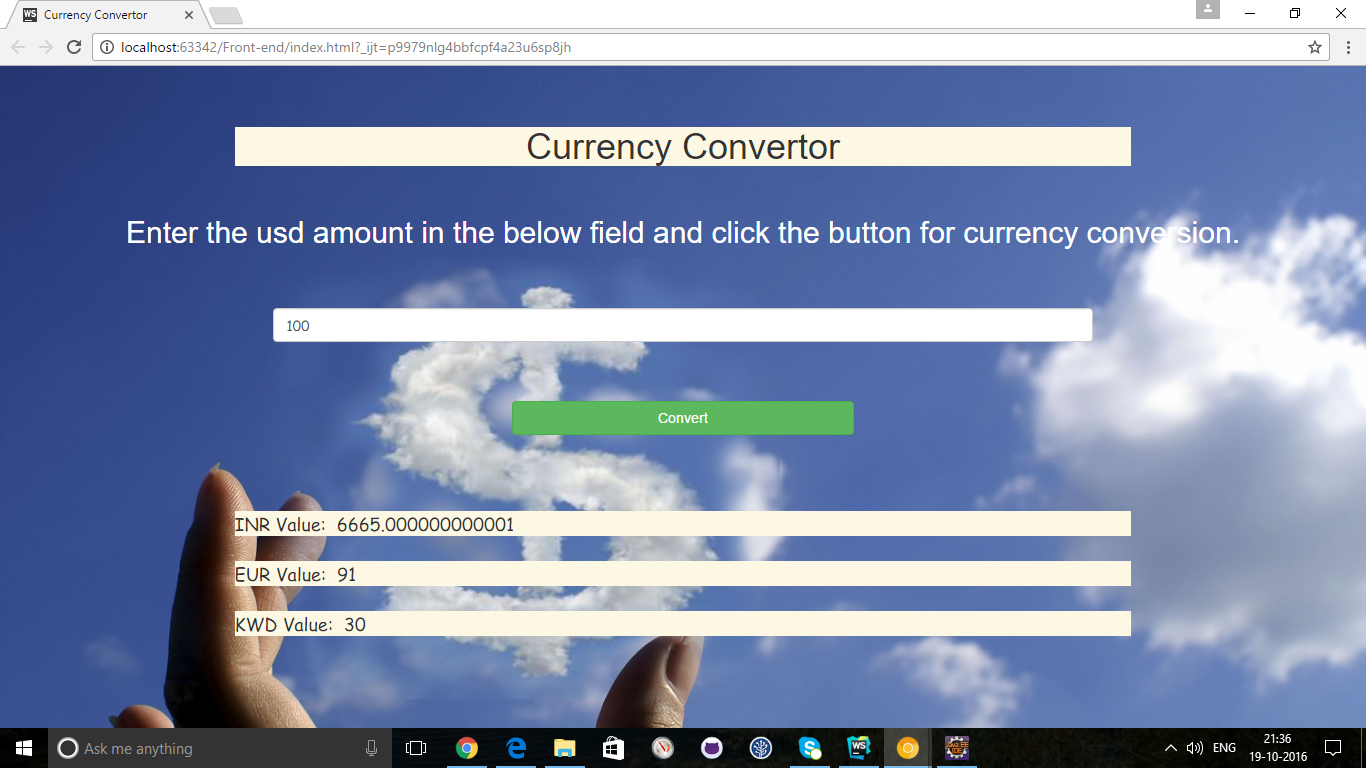 WS Currency Convertor
localhost:63342/Front-end/index.html?_ijt=p9979nlg4bbfcpf4a23u6sp8jh
Currency Convertor
Enter the usd amount in the below field and click the button for currency conversion.
100
Convert
INR Value: 6665.000000000001
EUR Value: 91
KWD Value: 30
Ask me anything
WS
ENG
21:36
19-10-2016